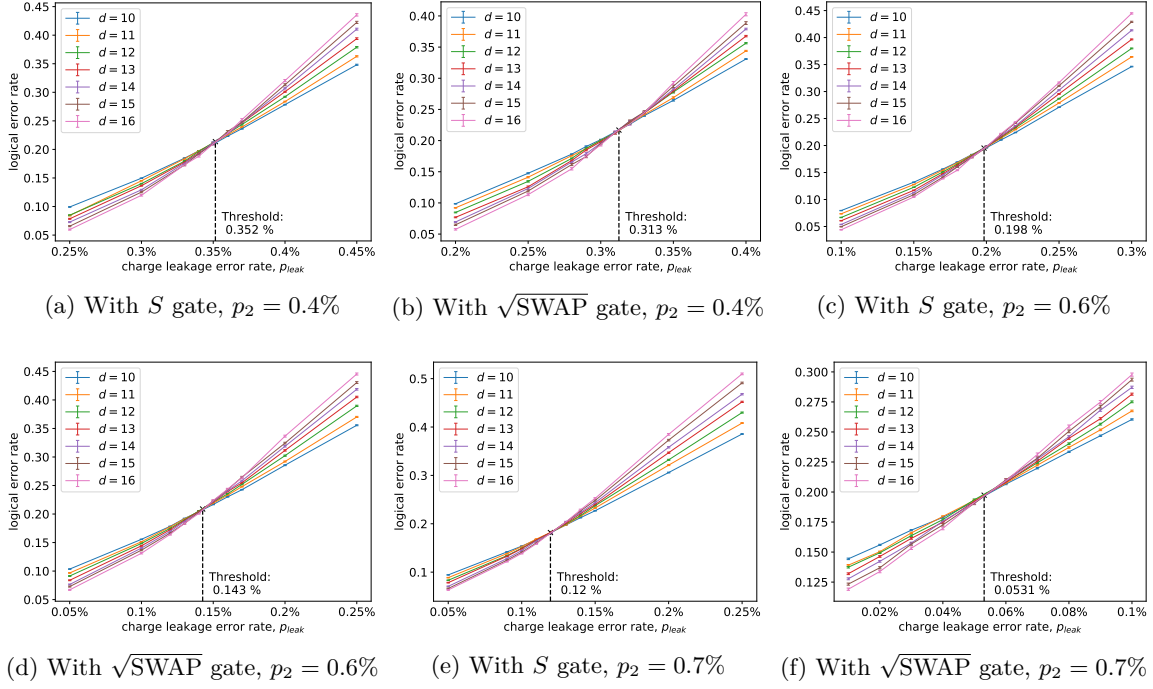 logical error rate
0.45
0.40
0.35
0.30
0.25
0.20
0.15
0.10
0.05
d = 10
d = 11
d = 12
d = 13
d = 14
d = 15
d = 16
Threshold:
0.352 %
0.25% 0.30% 0.35% 0.40% 0.45%
charge leakage error rate, p_leak
(a) With S gate, p₂ = 0.4%
logical error rate
0.40
0.35
0.30
0.25
0.20
0.15
0.10
0.05
d = 10
d = 11
d = 12
d = 13
d = 14
d = 15
d = 16
Threshold:
0.313 %
0.2% 0.25% 0.3% 0.35% 0.4%
charge leakage error rate, p_leak
(b) With √SWAP gate, p₂ = 0.4%
logical error rate
0.45
0.40
0.35
0.30
0.25
0.20
0.15
0.10
0.05
d = 10
d = 11
d = 12
d = 13
d = 14
d = 15
d = 16
Threshold:
0.198 %
0.1% 0.15% 0.2% 0.25% 0.3%
charge leakage error rate, p_leak
(c) With S gate, p₂ = 0.6%
logical error rate
0.45
0.40
0.35
0.30
0.25
0.20
0.15
0.10
0.05
d = 10
d = 11
d = 12
d = 13
d = 14
d = 15
d = 16
Threshold:
0.143 %
0.05% 0.1% 0.15% 0.2% 0.25%
charge leakage error rate, p_leak
(d) With √SWAP gate, p₂ = 0.6%
logical error rate
0.5
0.4
0.3
0.2
0.1
d = 10
d = 11
d = 12
d = 13
d = 14
d = 15
d = 16
Threshold:
0.12 %
0.05% 0.1% 0.15% 0.2% 0.25%
charge leakage error rate, p_leak
(e) With S gate, p₂ = 0.7%
logical error rate
0.300
0.275
0.250
0.225
0.200
0.175
0.150
0.125
d = 10
d = 11
d = 12
d = 13
d = 14
d = 15
d = 16
Threshold:
0.0531 %
0.02% 0.04% 0.06% 0.08% 0.1%
charge leakage error rate, p_leak
(f) With √SWAP gate, p₂ = 0.7%